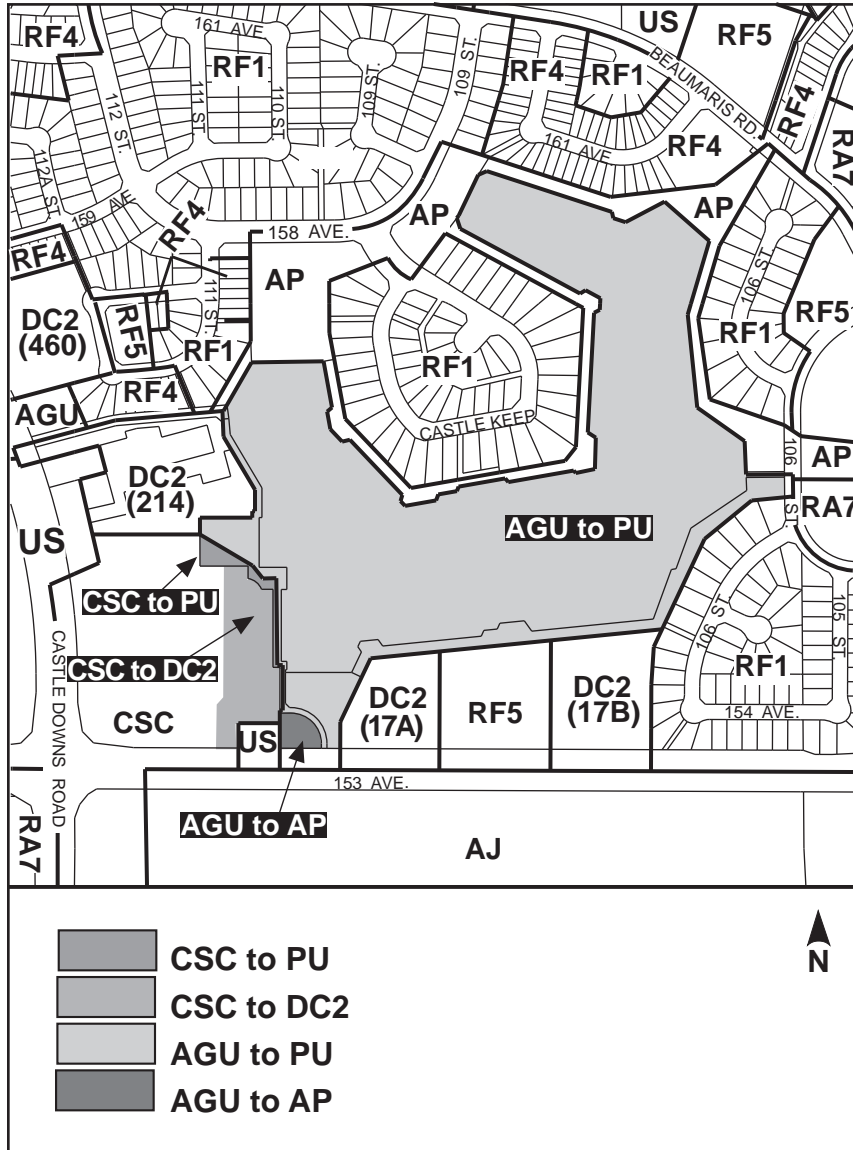 US
RF5
RF4
161 AVE
RF1
111 ST.
110 ST.
109 ST.
109 ST.
112 ST.
RF4
RF1
BEAUMARIS RD.
RF4
RA7
161 AVE
RF4
112A ST.
159 AVE
RF4
158 AVE.
AP
AP
106 ST.
RF4
AP
111 ST.
DC2
(460)
RF5
RF1
RF1
RF1
RF5
AGU
RF4
CASTLE KEEP
DC2
(214)
106 ST.
AP
RA7
US
AGU to PU
CSC to PU
CSC to DC2
106 ST.
105 ST.
RF1
DC2
(17A)
RF5
DC2
(17B)
154 AVE.
CSC
US
CASTLE DOWNS ROAD
153 AVE.
AGU to AP
RA7
AJ
N
CSC to PU
CSC to DC2
AGU to PU
AGU to AP